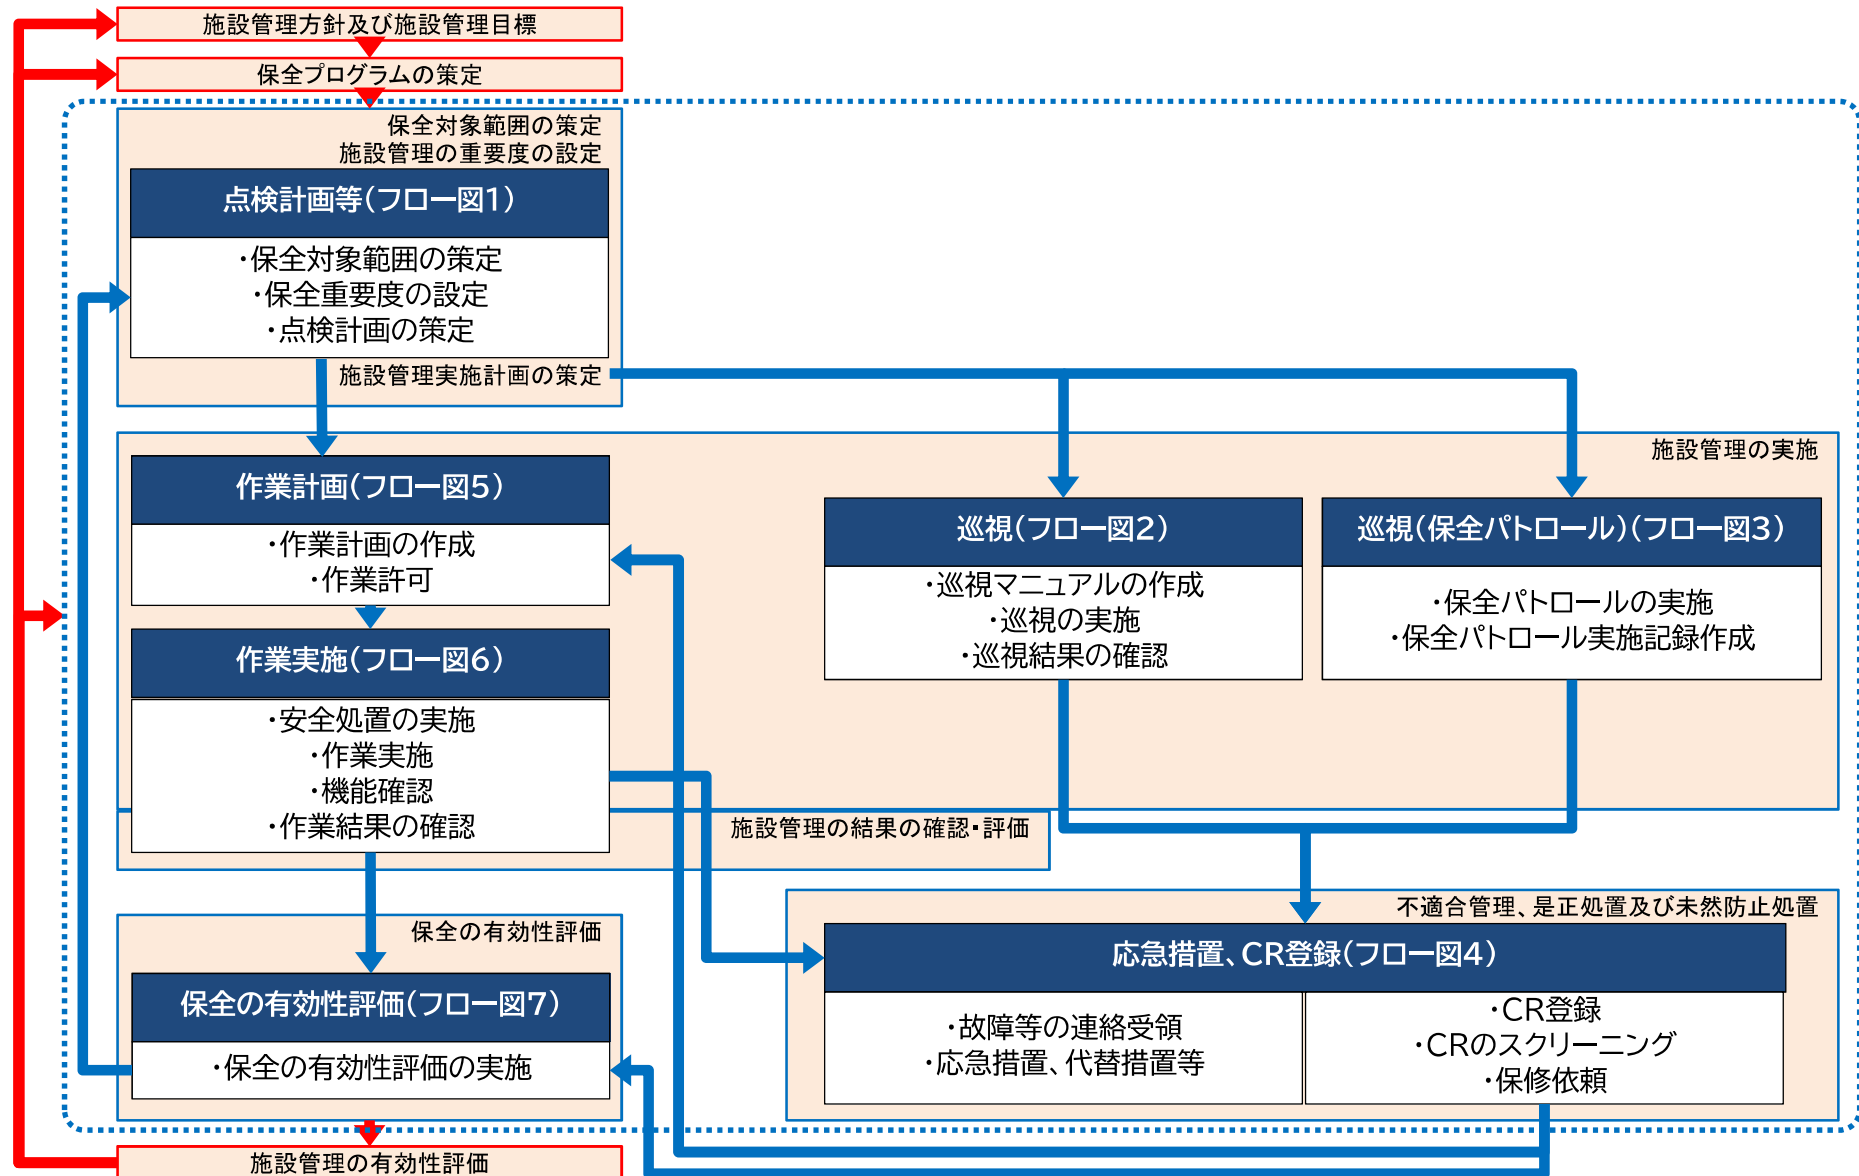 施設管理方針及び施設管理目標
保全プログラムの策定
保全対象範囲の策定
施設管理の重要度の設定
点検計画等(フロー図1)
・保全対象範囲の策定
・保全重要度の設定
・点検計画の策定
施設管理実施計画の策定
施設管理の実施
作業計画(フロー図5)
・作業計画の作成
・作業許可
巡視(フロー図2)
・巡視マニュアルの作成
・巡視の実施
・巡視結果の確認
巡視(保全パトロール)(フロー図3)
・保全パトロールの実施
・保全パトロール実施記録作成
作業実施(フロー図6)
・安全処置の実施
・作業実施
・機能確認
・作業結果の確認
施設管理の結果の確認・評価
不適合管理、是正処置及び未然防止処置
応急措置、CR登録(フロー図4)
・故障等の連絡受領
・応急措置、代替措置等
・CR登録
・CRのスクリーニング
・保修依頼
保全の有効性評価
保全の有効性評価(フロー図7)
・保全の有効性評価の実施
施設管理の有効性評価